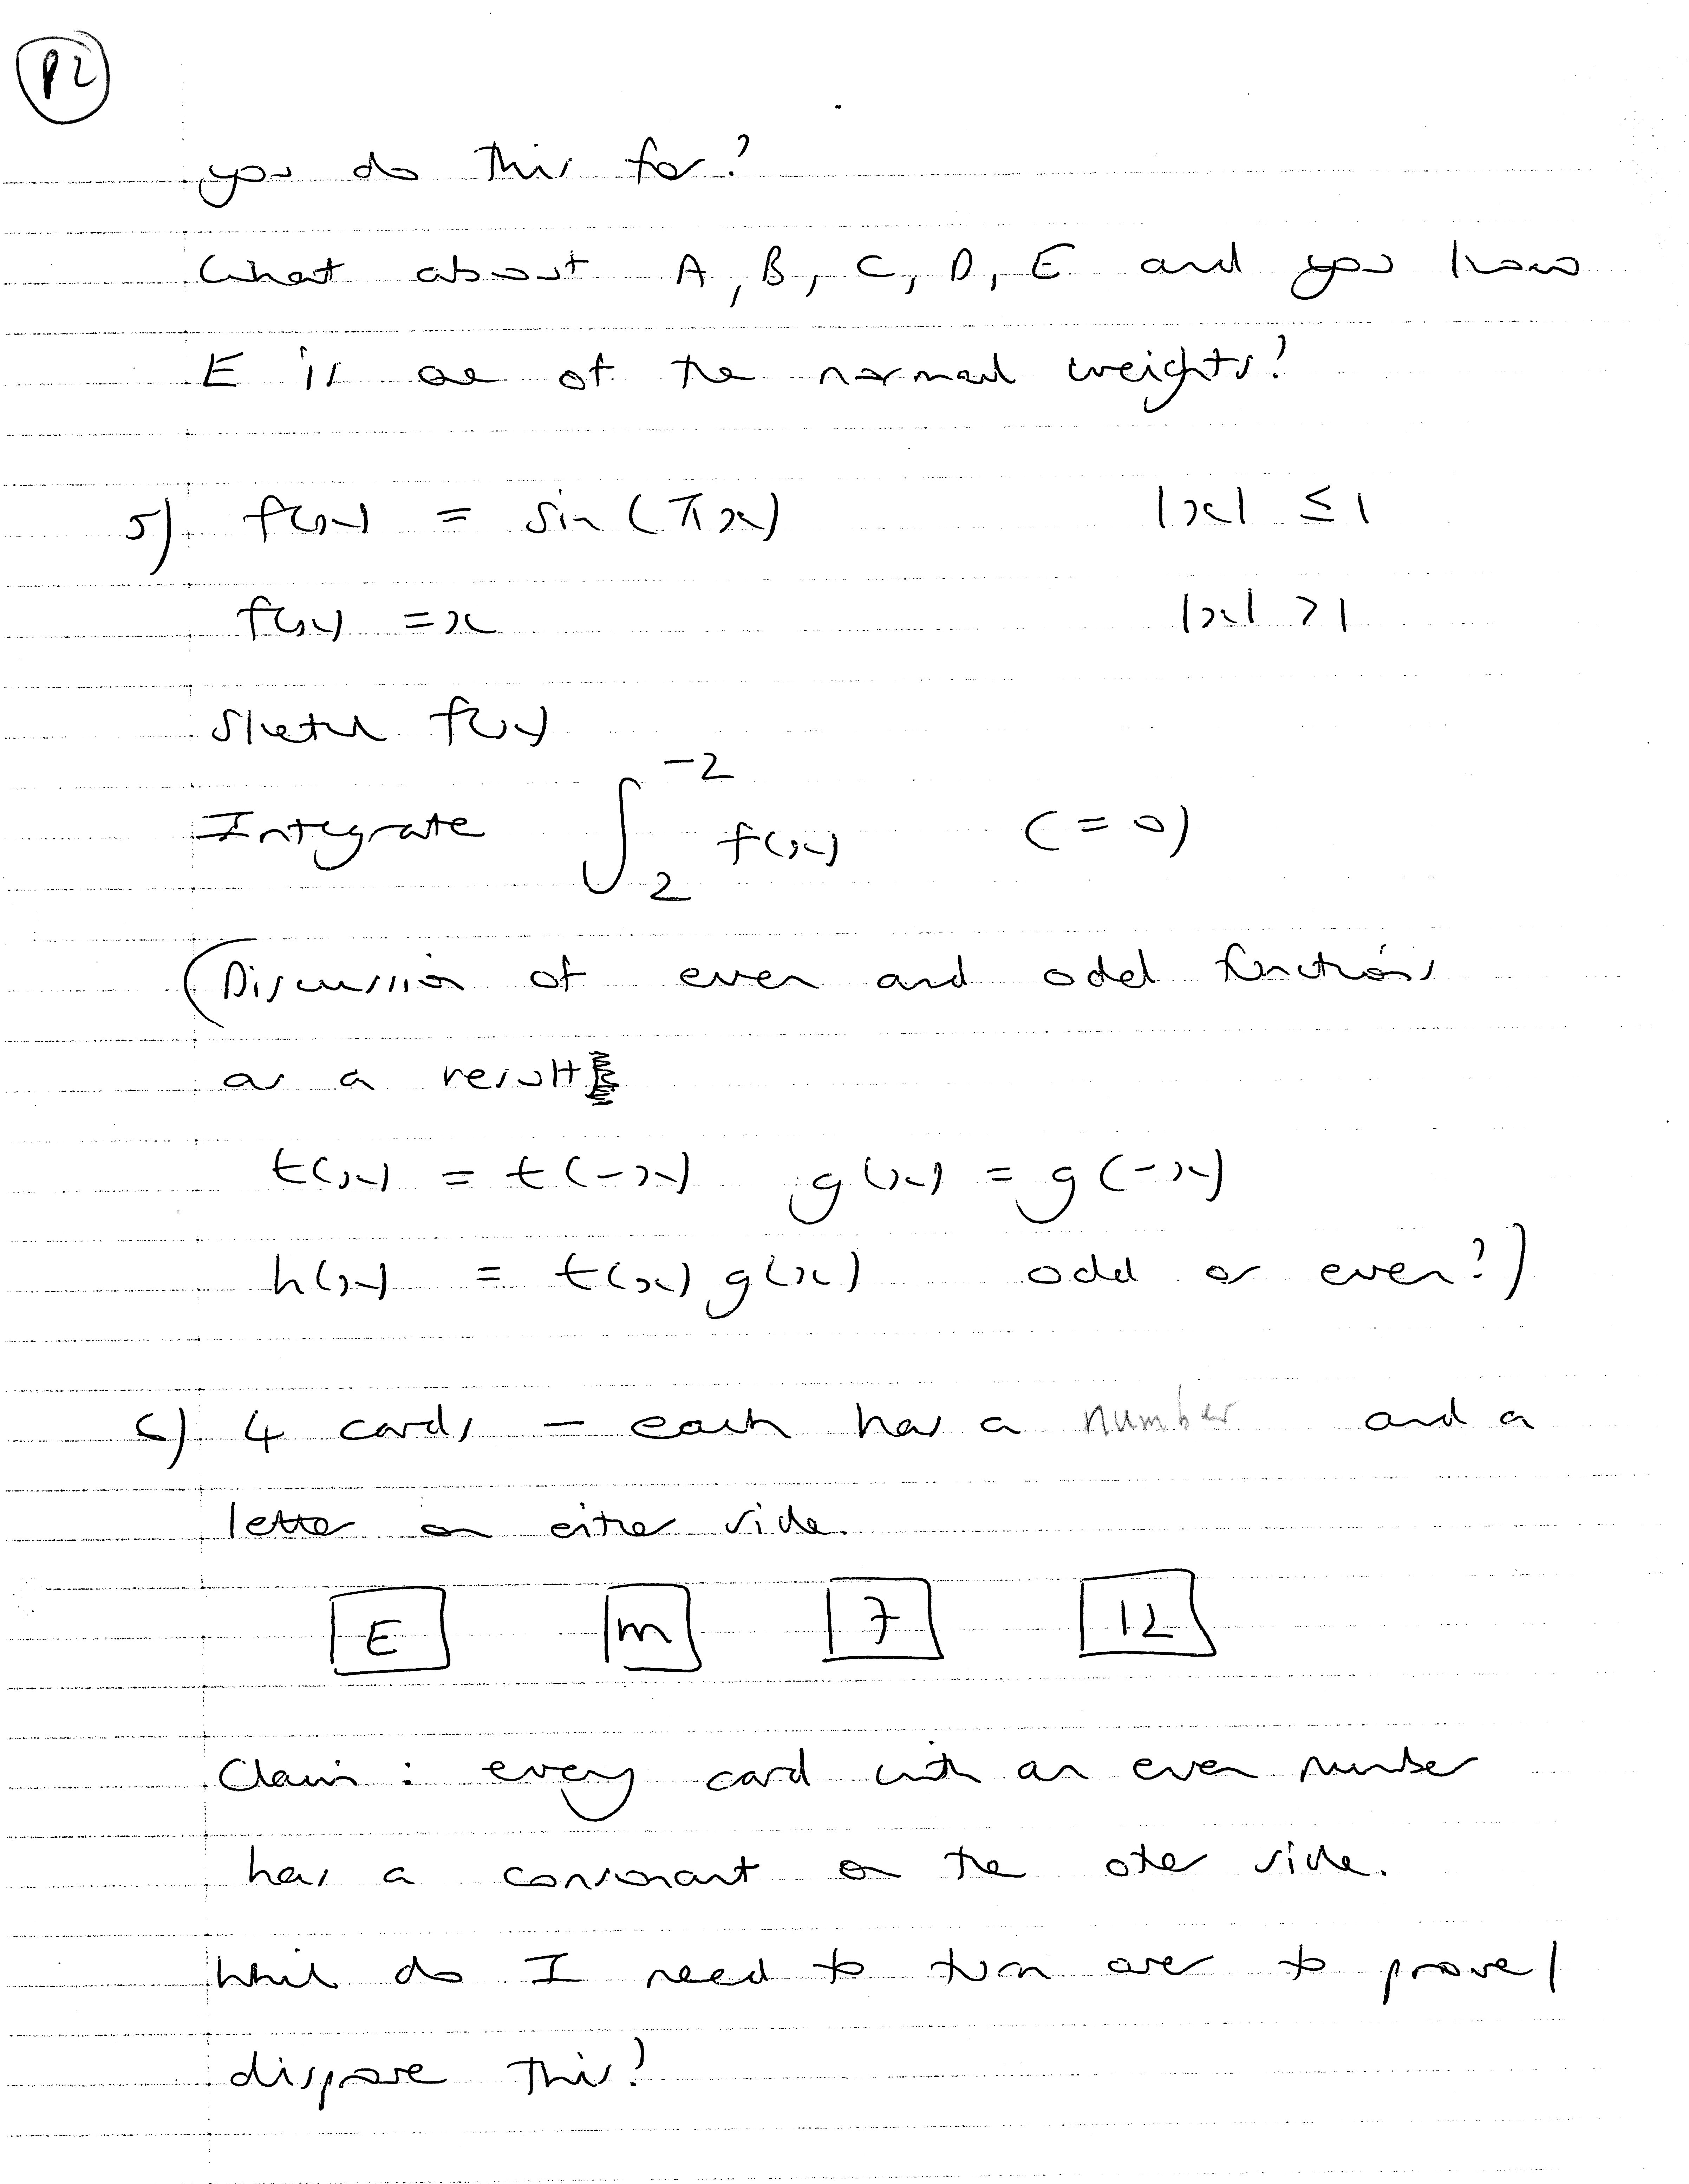 P2
you do this for?
What about A, B, C, D, E and you know
E is one of the normal weights?
5) f(x) = sin(πx) |x| ≤ 1
f(x) = x |x| > 1
Sketch f(x)
Integrate ∫₂⁻² f(x) (= 0)
(Discussion of even and odd functions
as a result
t(x) = t(-x) g(x) = g(-x)
h(x) = t(x) g(x) odd or even?)
6) 4 cards - each has a number and a
letter on either side.
E m 7 12
Claim : every card with an even number
has a consonant on the other side.
Which do I need to turn over to prove/
disprove this?